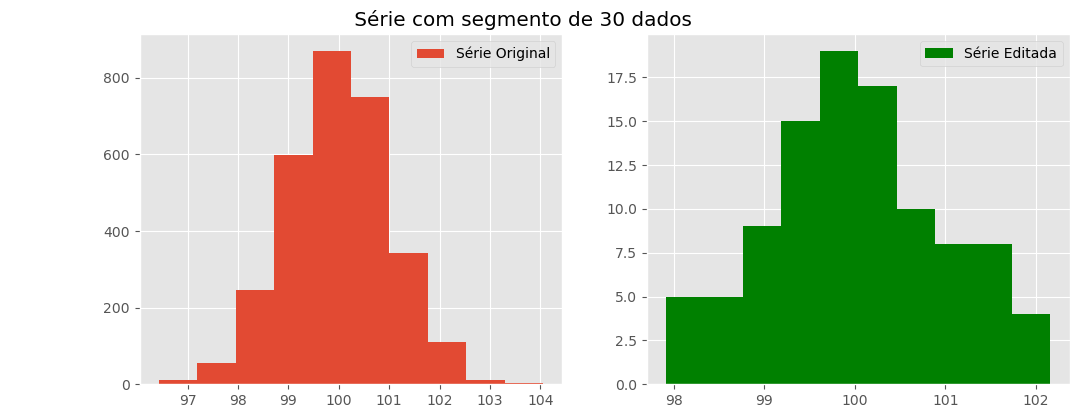 Série com segmento de 30 dados
Série Original
800
600
400
200
0
97 98 99 100 101 102 103 104
Série Editada
17.5
15.0
12.5
10.0
7.5
5.0
2.5
0.0
98 99 100 101 102